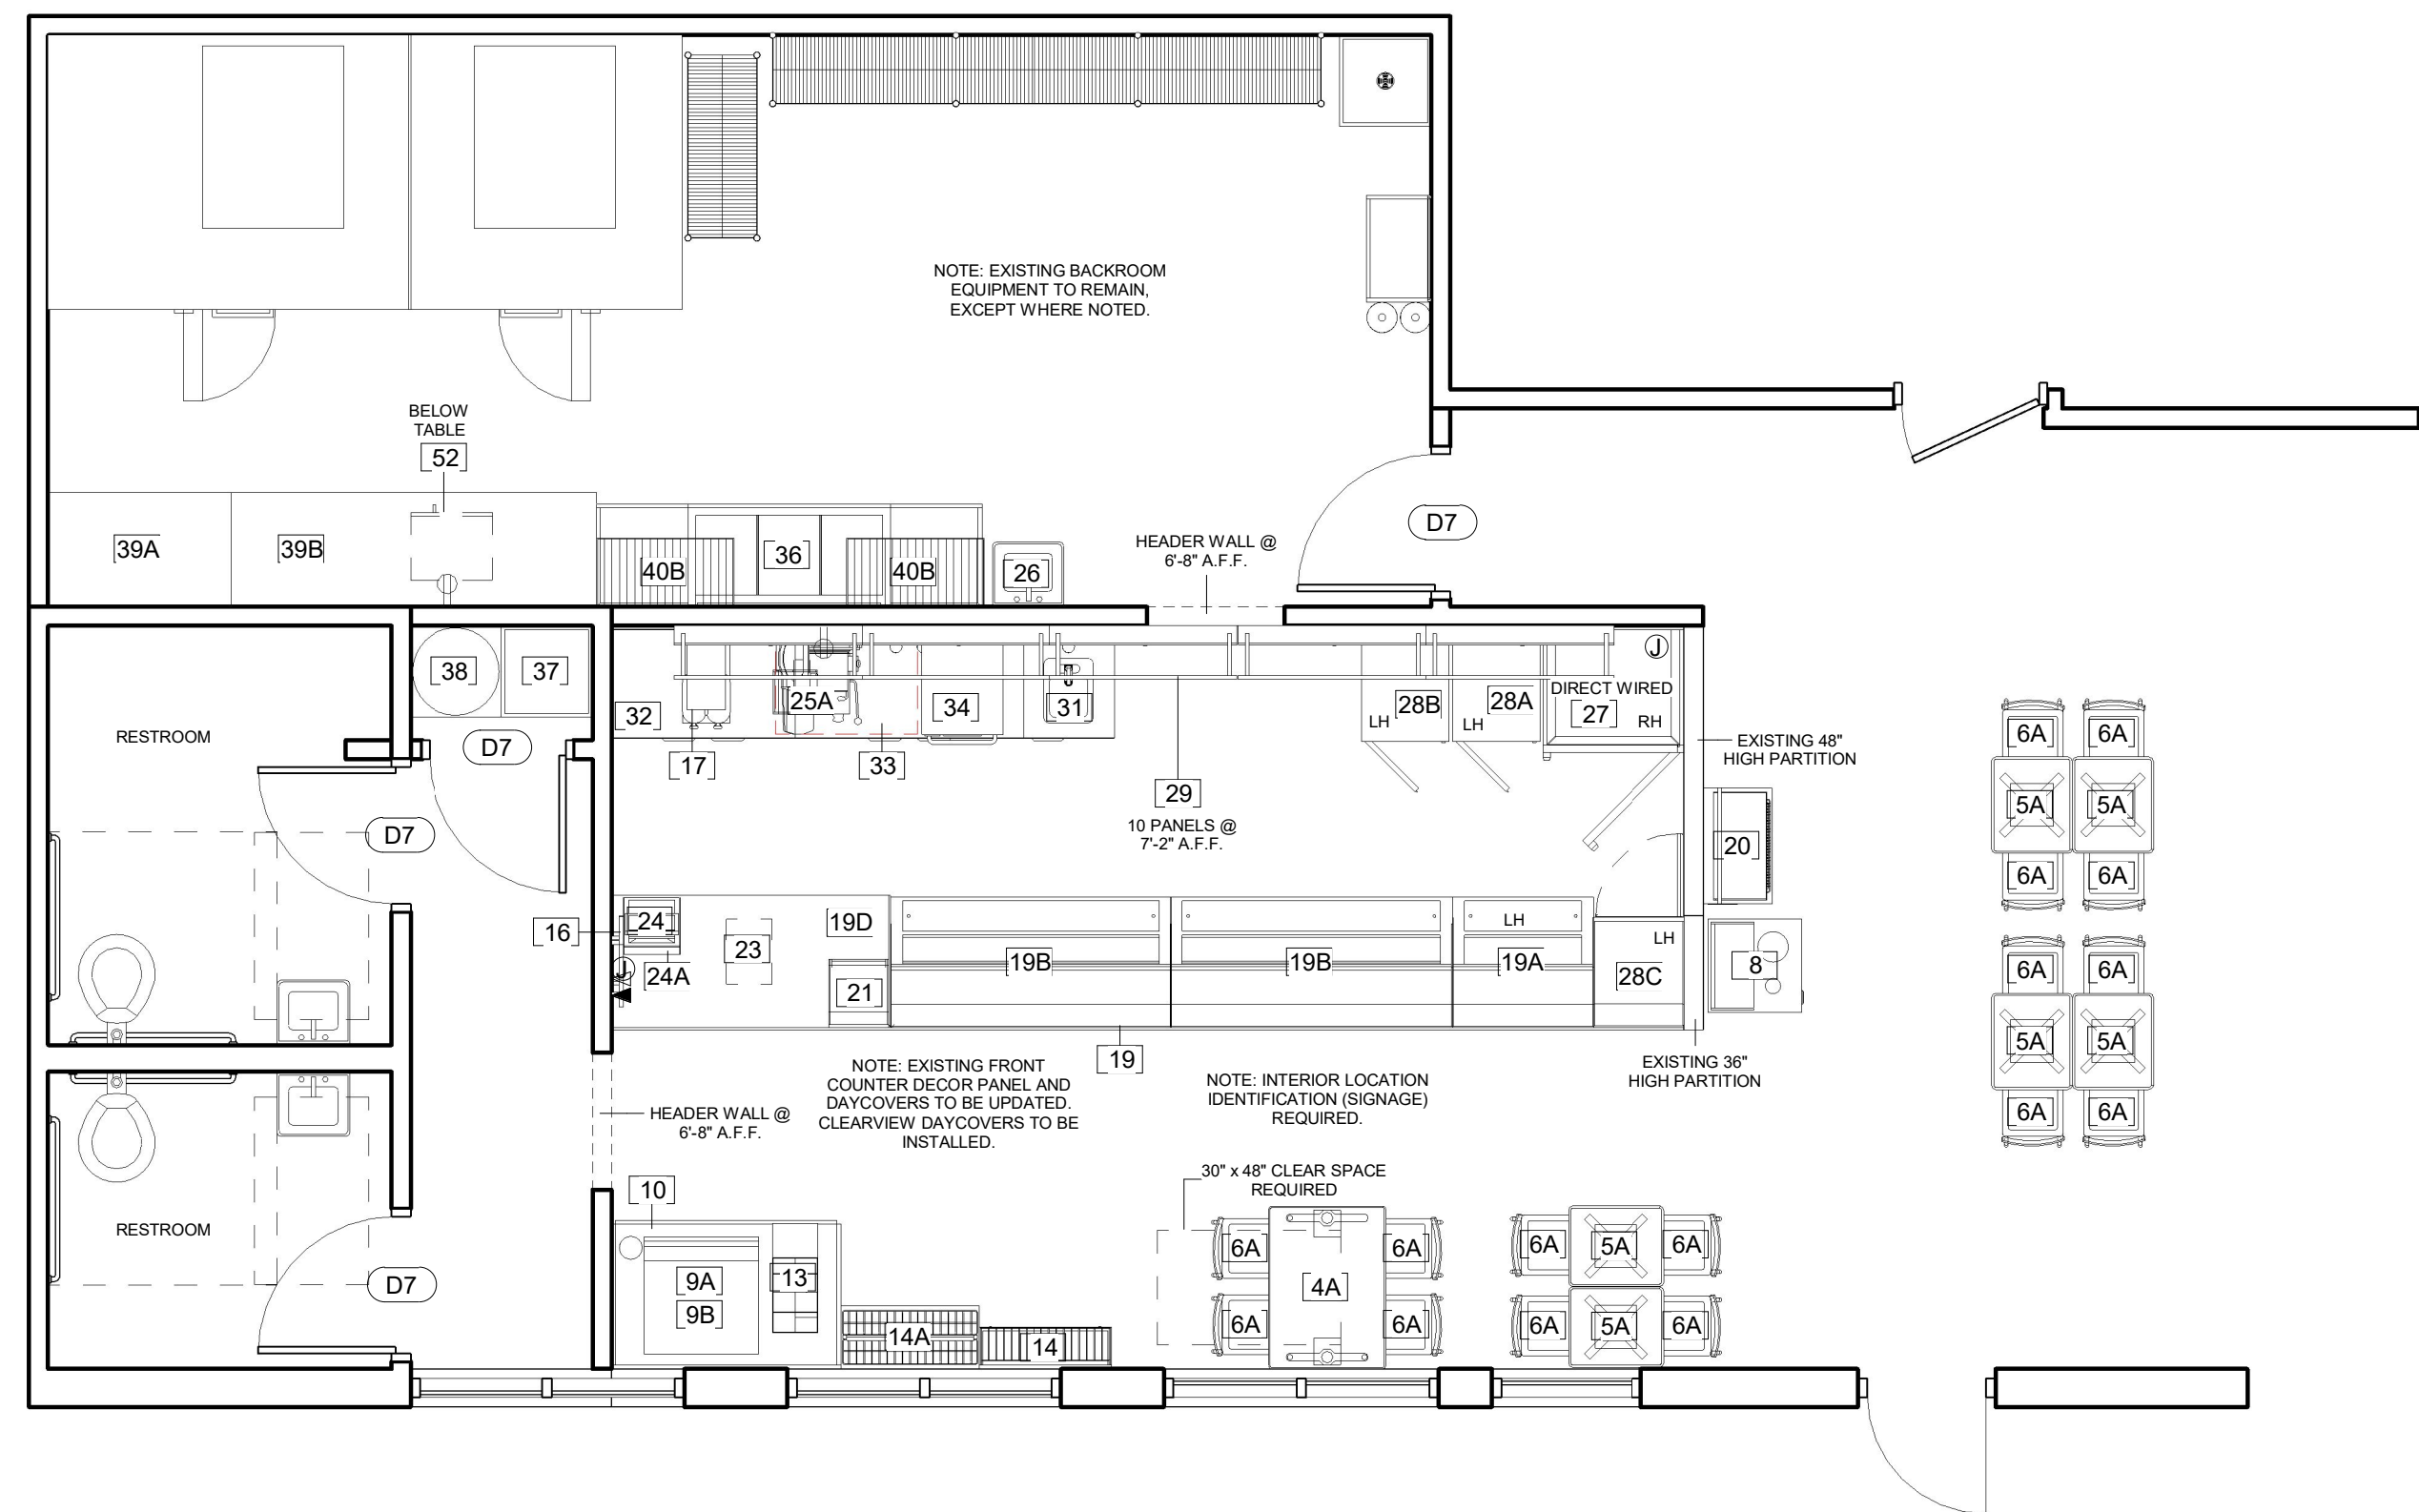 NOTE: EXISTING BACKROOM
EQUIPMENT TO REMAIN,
EXCEPT WHERE NOTED.
BELOW
TABLE
52
D7
39A
39B
40B
36
40B
26
HEADER WALL @
6'-8" A.F.F.
38
37
32
25A
34
31
28B
LH
28A
LH
DIRECT WIRED
27
RH
J
RESTROOM
D7
17
33
EXISTING 48"
HIGH PARTITION
6A
6A
29
10 PANELS @
7'-2" A.F.F.
5A
5A
D7
20
6A
6A
16
24
24A
J
23
19D
21
19B
19B
LH
19A
LH
28C
8
6A
6A
5A
5A
6A
6A
19
EXISTING 36"
HIGH PARTITION
NOTE: EXISTING FRONT
COUNTER DECOR PANEL AND
DAYCOVERS TO BE UPDATED.
CLEARVIEW DAYCOVERS TO BE
INSTALLED.
NOTE: INTERIOR LOCATION
IDENTIFICATION (SIGNAGE)
REQUIRED.
HEADER WALL @
6'-8" A.F.F.
30" x 48" CLEAR SPACE
REQUIRED
10
RESTROOM
D7
9A
9B
13
14A
14
6A
6A
4A
6A
6A
6A
5A
6A
6A
5A
6A